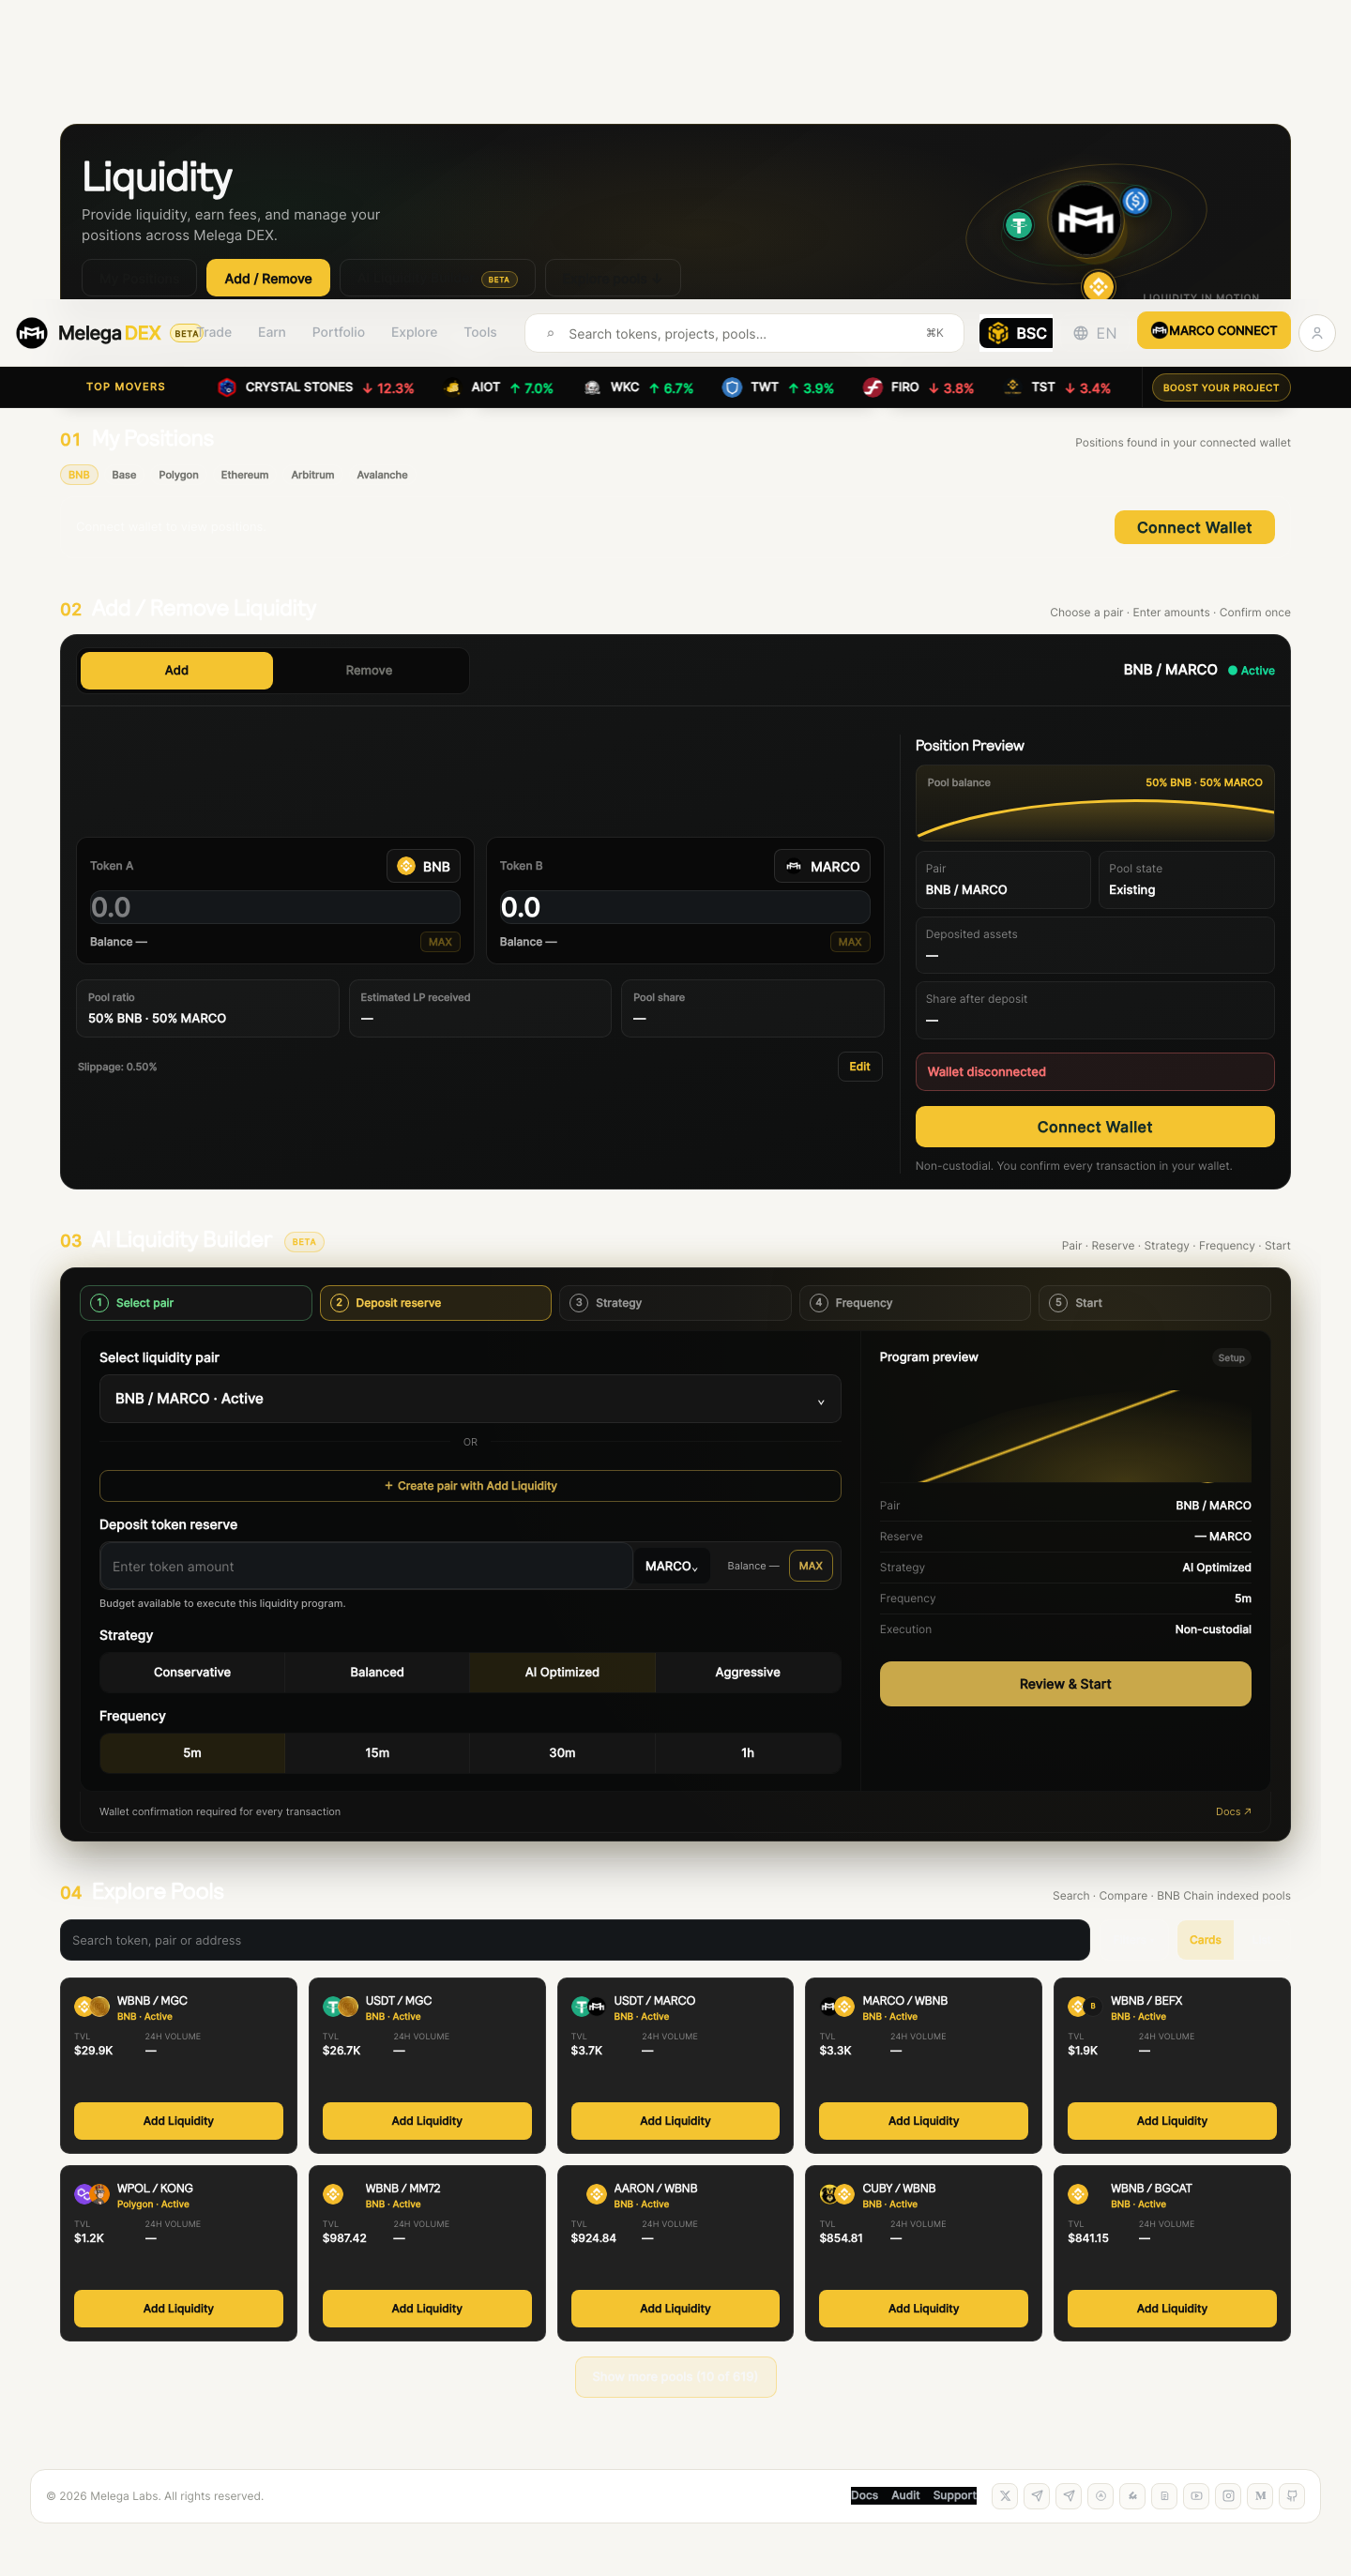 Liquidity
Provide liquidity, earn fees, and manage your
positions across Melega DEX.
My Positions
Add / Remove
BETA
LIQUIDITY IN MOTION
Melega DEX BETA
Trade
Earn
Portfolio
Explore
Tools
Search tokens, projects, pools...
⌘K
BSC
EN
MARCO CONNECT
TOP MOVERS
CRYSTAL STONES ↓ 12.3%
AIOT ↑ 7.0%
WKC ↑ 6.7%
TWT ↑ 3.9%
FIRO ↓ 3.8%
TST ↓ 3.4%
BOOST YOUR PROJECT
01 My Positions
Positions found in your connected wallet
BNB
Base
Polygon
Ethereum
Arbitrum
Avalanche
Connect Wallet
02 Add / Remove Liquidity
Choose a pair · Enter amounts · Confirm once
Add
Remove
BNB / MARCO
Active
Token A
BNB
0.0
Balance —
MAX
Token B
MARCO
0.0
Balance —
MAX
Pool ratio
50% BNB · 50% MARCO
Estimated LP received
—
Pool share
—
Slippage: 0.50%
Edit
Position Preview
Pool balance
50% BNB · 50% MARCO
Pair
BNB / MARCO
Pool state
Existing
Deposited assets
—
Share after deposit
—
Wallet disconnected
Connect Wallet
Non-custodial. You confirm every transaction in your wallet.
03 AI Liquidity Builder BETA
Pair · Reserve · Strategy · Frequency · Start
1 Select pair
2 Deposit reserve
3 Strategy
4 Frequency
5 Start
Select liquidity pair
BNB / MARCO · Active
OR
+ Create pair with Add Liquidity
Deposit token reserve
Enter token amount
MARCO
Balance —
MAX
Budget available to execute this liquidity program.
Strategy
Conservative
Balanced
AI Optimized
Aggressive
Frequency
5m
15m
30m
1h
Program preview
Setup
Pair BNB / MARCO
Reserve — MARCO
Strategy AI Optimized
Frequency 5m
Execution Non-custodial
Review & Start
Wallet confirmation required for every transaction
Docs ↗
04 Explore Pools
Search · Compare · BNB Chain indexed pools
Search token, pair or address
Cards
WBNB / MGC
BNB · Active
TVL
24H VOLUME
$29.9K
—
Add Liquidity
USDT / MGC
BNB · Active
TVL
24H VOLUME
$26.7K
—
Add Liquidity
USDT / MARCO
BNB · Active
TVL
24H VOLUME
$3.7K
—
Add Liquidity
MARCO / WBNB
BNB · Active
TVL
24H VOLUME
$3.3K
—
Add Liquidity
B
WBNB / BEFX
BNB · Active
TVL
24H VOLUME
$1.9K
—
Add Liquidity
WPOL / KONG
Polygon · Active
TVL
24H VOLUME
$1.2K
—
Add Liquidity
WBNB / MM72
BNB · Active
TVL
24H VOLUME
$987.42
—
Add Liquidity
AARON / WBNB
BNB · Active
TVL
24H VOLUME
$924.84
—
Add Liquidity
CUBY / WBNB
BNB · Active
TVL
24H VOLUME
$854.81
—
Add Liquidity
WBNB / BGCAT
BNB · Active
TVL
24H VOLUME
$841.15
—
Add Liquidity
© 2026 Melega Labs. All rights reserved.
Docs
Audit
Support